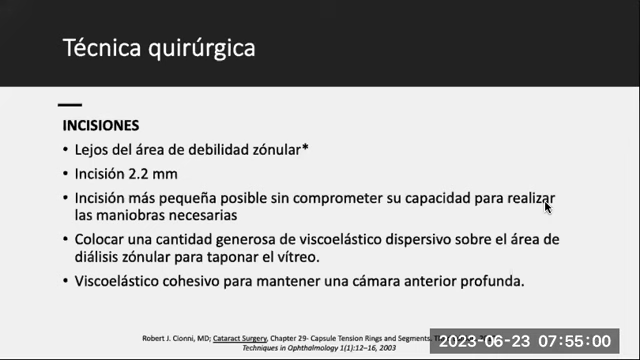 Técnica quirúrgica
INCISIONES
• Lejos del área de debilidad zónular*
• Incisión 2.2 mm
• Incisión más pequeña posible sin comprometer su capacidad para realizar
las maniobras necesarias
• Colocar una cantidad generosa de viscoelástico dispersivo sobre el área de
diálisis zónular para taponar el vítreo.
• Viscoelástico cohesivo para mantener una cámara anterior profunda.
Robert J. Cionni, MD; Cataract Surgery, Chapter 29- Capsule Tension Rings and Segments.
Techniques in Ophthalmology 1(1):12–16, 2003
2023-06-23 07:55:00